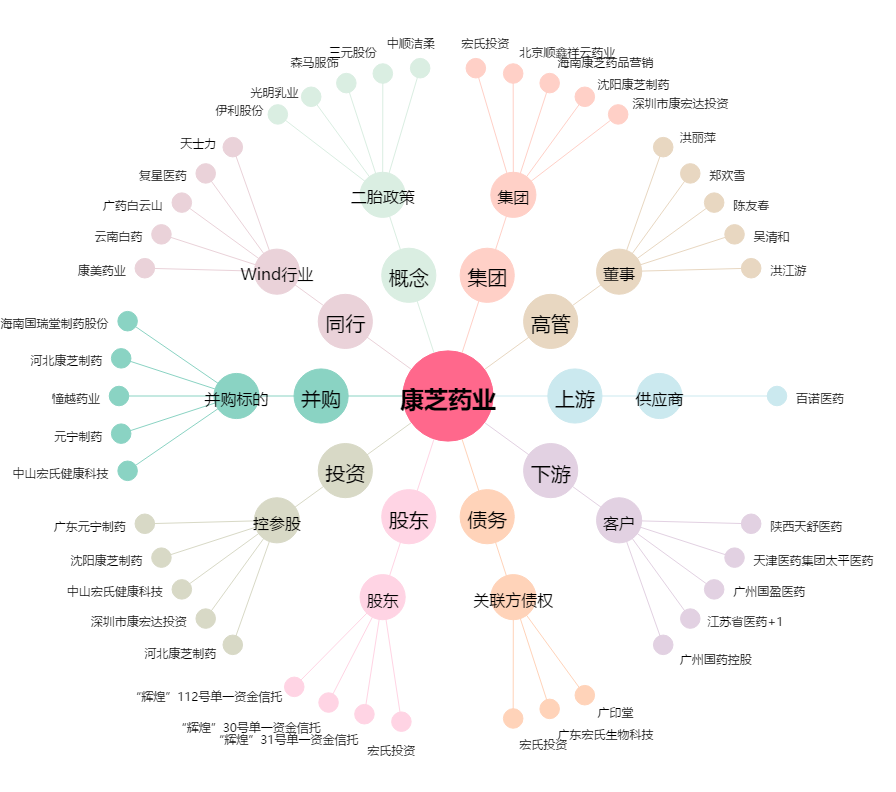 中顺洁柔
三元股份
森马服饰
光明乳业
伊利股份
二胎政策
概念
宏氏投资
北京顺鑫祥云药业
海南康芝药品营销
沈阳康芝制药
深圳市康宏达投资
集团
集团
洪丽萍
郑欢雪
陈友春
吴清和
洪江游
董事
高管
天士力
复星医药
广药白云山
云南白药
康美药业
Wind行业
同行
海南国瑞堂制药股份
河北康芝制药
憧越药业
元宁制药
中山宏氏健康科技
并购标的
并购
康芝药业
上游
供应商
百诺医药
投资
控参股
广东元宁制药
沈阳康芝制药
中山宏氏健康科技
深圳市康宏达投资
河北康芝制药
下游
客户
陕西天舒医药
天津医药集团太平医药
广州国盈医药
江苏省医药+1
广州国药控股
股东
股东
“辉煌”112号单一资金信托
“辉煌”30号单一资金信托
“辉煌”31号单一资金信托
宏氏投资
债务
关联方债权
广印堂
广东宏氏生物科技
宏氏投资